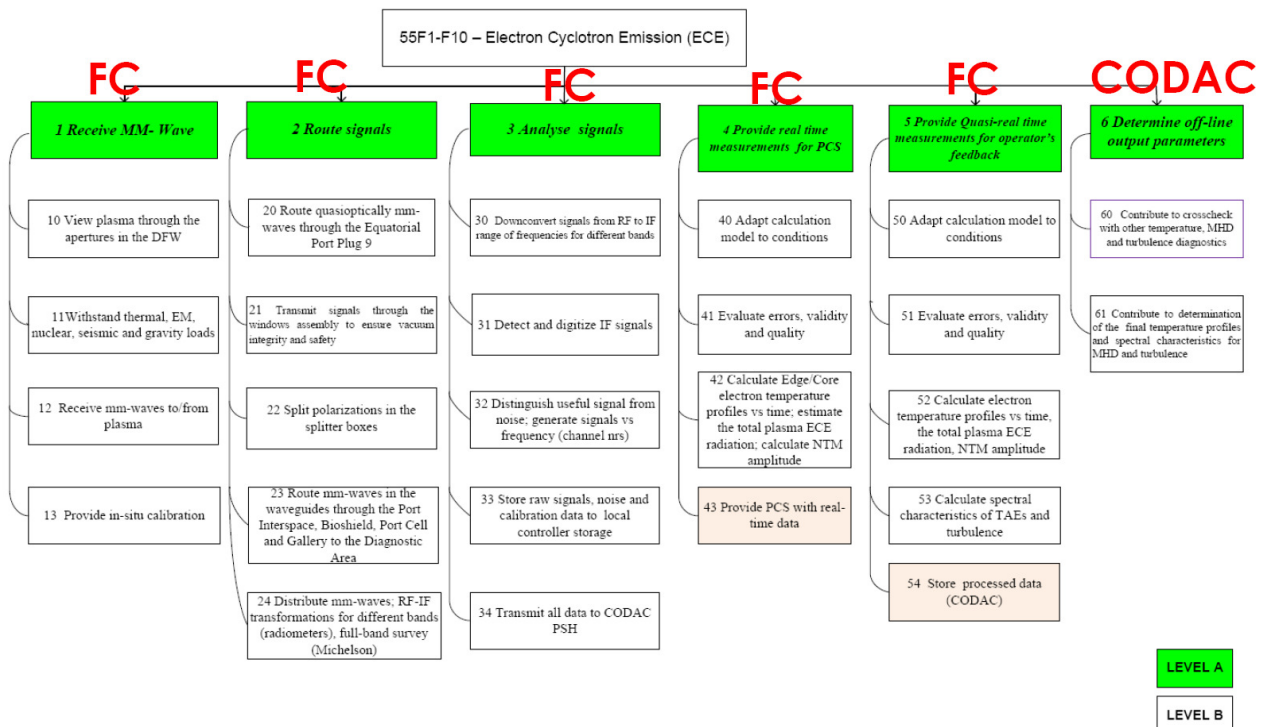 55F1-F10 – Electron Cyclotron Emission (ECE)
FC
FC
FC
FC
FC
CODAC
1 Receive MM- Wave
10 View plasma through the
apertures in the DFW
11Withstand thermal, EM,
nuclear, seismic and gravity loads
12 Receive mm-waves to/from
plasma
13 Provide in-situ calibration
2 Route signals
20 Route quasioptically mm-
waves through the Equatorial
Port Plug 9
21 Transmit signals through the
windows assembly to ensure vacuum
integrity and safety
22 Split polarizations in the
splitter boxes
23 Route mm-waves in the
waveguides through the Port
Interspace, Bioshield, Port Cell
and Gallery to the Diagnostic
Area
24 Distribute mm-waves; RF-IF
transformations for different bands
(radiometers), full-band survey
(Michelson)
3 Analyse signals
30 Downconvert signals from RF to IF
range of frequencies for different bands
31 Detect and digitize IF signals
32 Distinguish useful signal from
noise; generate signals vs
frequency (channel nrs)
33 Store raw signals, noise and
calibration data to local
controller storage
34 Transmit all data to CODAC
PSH
4 Provide real time
measurements for PCS
40 Adapt calculation
model to conditions
41 Evaluate errors, validity
and quality
42 Calculate Edge/Core
electron temperature
profiles vs time; estimate
the total plasma ECE
radiation; calculate NTM
amplitude
43 Provide PCS with real-
time data
5 Provide Quasi-real time
measurements for operator's
feedback
50 Adapt calculation model to
conditions
51 Evaluate errors, validity
and quality
52 Calculate electron
temperature profiles vs time,
the total plasma ECE
radiation, NTM amplitude
53 Calculate spectral
characteristics of TAEs and
turbulence
54 Store processed data
(CODAC)
6 Determine off-line
output parameters
60 Contribute to crosscheck
with other temperature, MHD
and turbulence diagnostics
61 Contribute to determination
of the final temperature profiles
and spectral characteristics for
MHD and turbulence
LEVEL A
LEVEL B